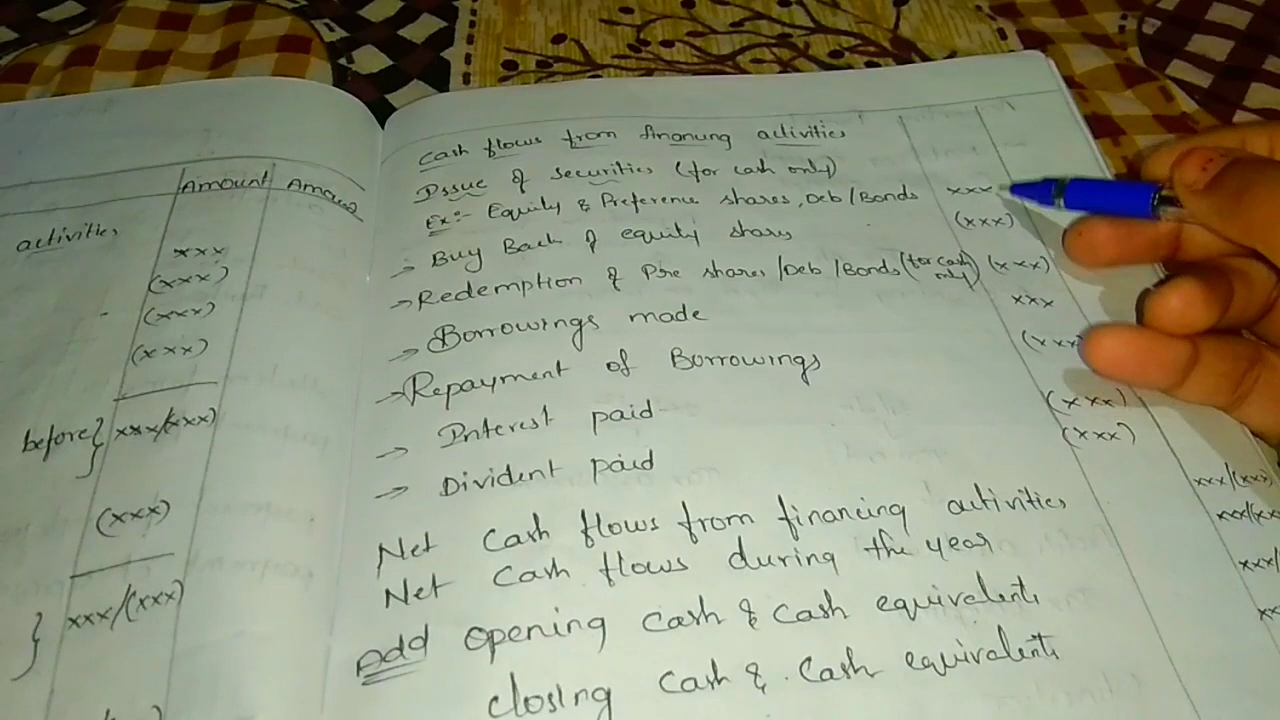 Amount Amou
activities
xxx
(xxx)
(xxx)
(xxx)
before} xxx/(xxx)
(xxx)
} xxx/(xxx)
Cash flows from finanung activities
Issue of securities (for cash only)
Ex:- Equity & Preference shares, Deb/Bonds xxx
→ Buy Back of equity shares (xxx)
→ Redemption of Pre shares/Deb/Bonds (for cash only) (xxx)
→ Borrowings made xxx
→ Repayment of Borrowings (xxx)
→ Interest paid (xxx)
→ Divident paid (xxx)
Net cash flows from financing activities xxx/(xxx)
Net cash flows during the year xxx/(xx
Add opening cash & cash equivalents xxx/
closing cash & cash equivalents xx